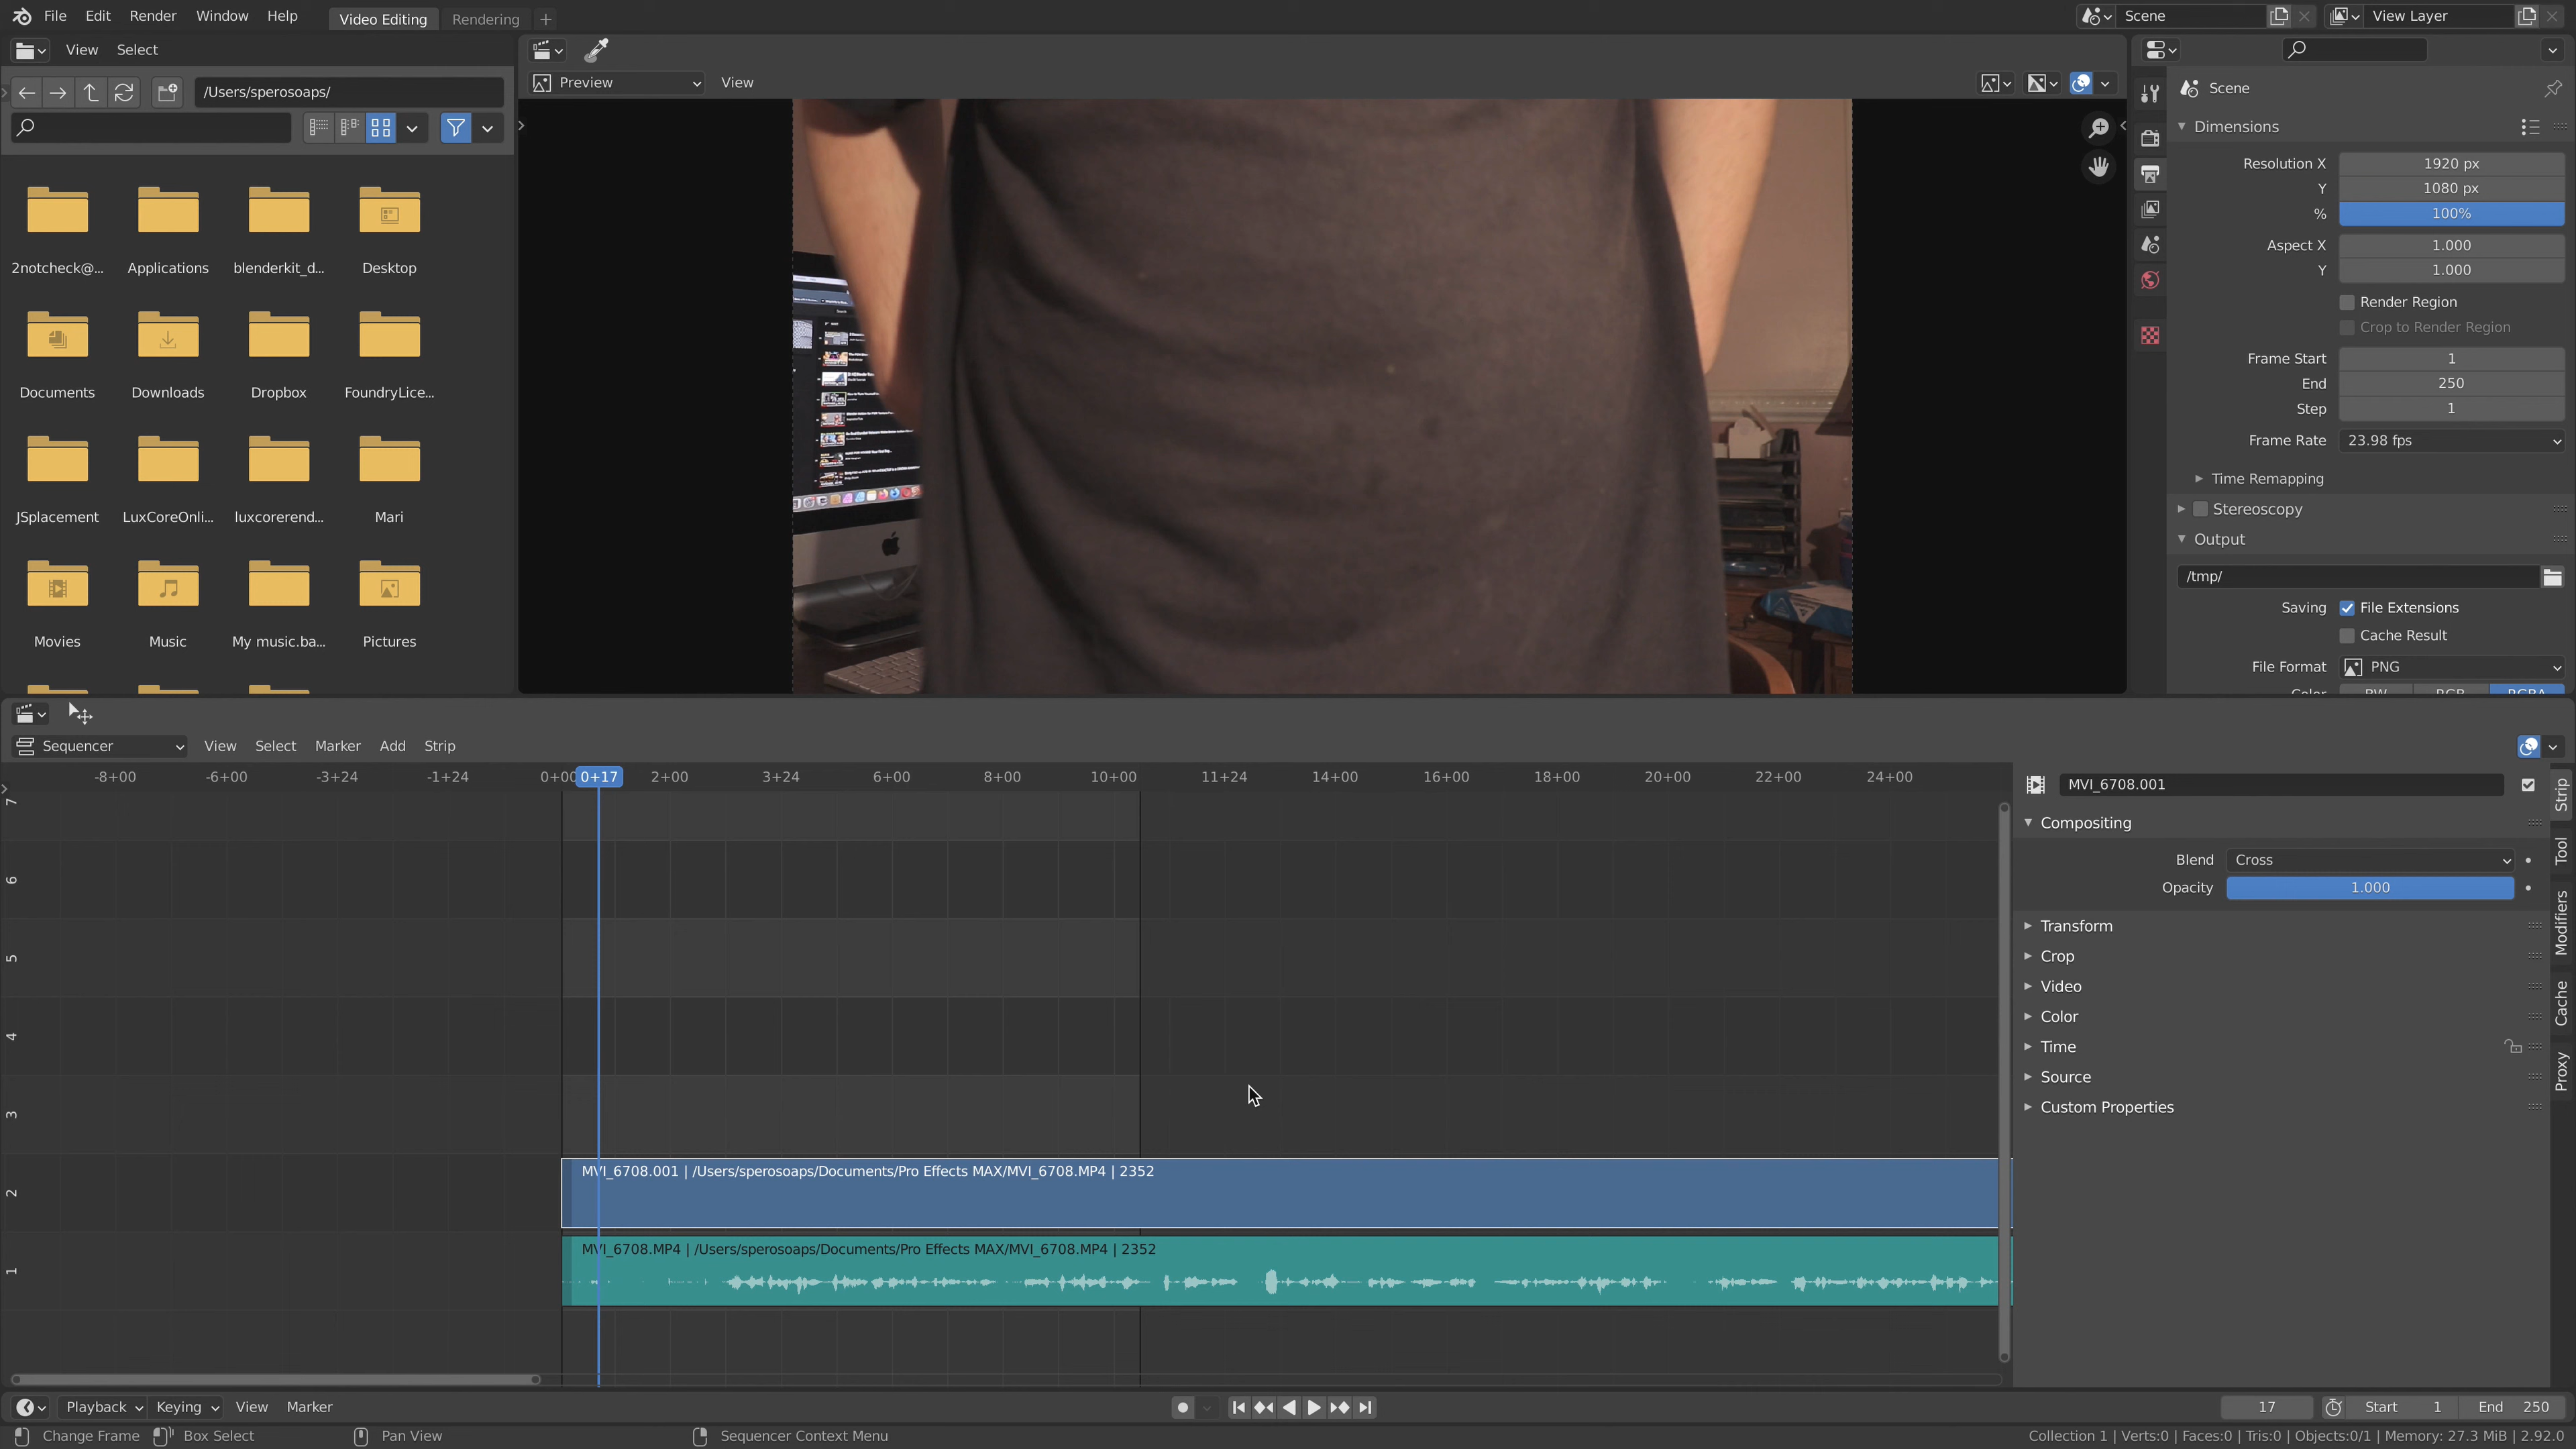 File Edit Render Window Help Video Editing Rendering + Scene View Layer
View Select
/Users/sperosoaps/
2notcheck@... Applications blenderkit_d... Desktop
Documents Downloads Dropbox FoundryLice...
JSplacement LuxCoreOnli... luxcorerend... Mari
Movies Music My music.ba... Pictures
Preview View
Scene
Dimensions
Resolution X 1920 px
Y 1080 px
% 100%
Aspect X 1.000
Y 1.000
Render Region
Crop to Render Region
Frame Start 1
End 250
Step 1
Frame Rate 23.98 fps
Time Remapping
Stereoscopy
Output
/tmp/
Saving File Extensions
Cache Result
File Format PNG
Color BW RGB RGBA
Sequencer View Select Marker Add Strip
-8+00 -6+00 -3+24 -1+24 0+00 0+17 2+00 3+24 6+00 8+00 10+00 11+24 14+00 16+00 18+00 20+00 22+00 24+00
7
6
5
4
3
2
1
MVI_6708.001 | /Users/sperosoaps/Documents/Pro Effects MAX/MVI_6708.MP4 | 2352
MVI_6708.MP4 | /Users/sperosoaps/Documents/Pro Effects MAX/MVI_6708.MP4 | 2352
MVI_6708.001
Compositing
Blend Cross
Opacity 1.000
Transform
Crop
Video
Color
Time
Source
Custom Properties
Strip
Tool
Modifiers
Cache
Proxy
Playback Keying View Marker 17 Start 1 End 250
Change Frame Box Select Pan View Sequencer Context Menu Collection 1 | Verts:0 | Faces:0 | Tris:0 | Objects:0/1 | Memory: 27.3 MiB | 2.92.0